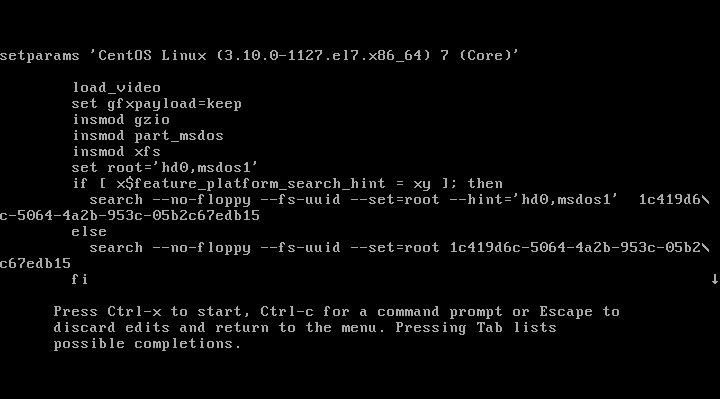 setparams 'CentOS Linux (3.10.0-1127.el7.x86_64) 7 (Core)'
load_video
set gfxpayload=keep
insmod gzio
insmod part_msdos
insmod xfs
set root='hd0,msdos1'
if [ x$feature_platform_search_hint = xy ]; then
search --no-floppy --fs-uuid --set=root --hint='hd0,msdos1'  1c419d6\
c-5064-4a2b-953c-05b2c67edb15
else
search --no-floppy --fs-uuid --set=root 1c419d6c-5064-4a2b-953c-05b2\
c67edb15
fi ↓
Press Ctrl-x to start, Ctrl-c for a command prompt or Escape to
discard edits and return to the menu. Pressing Tab lists
possible completions.